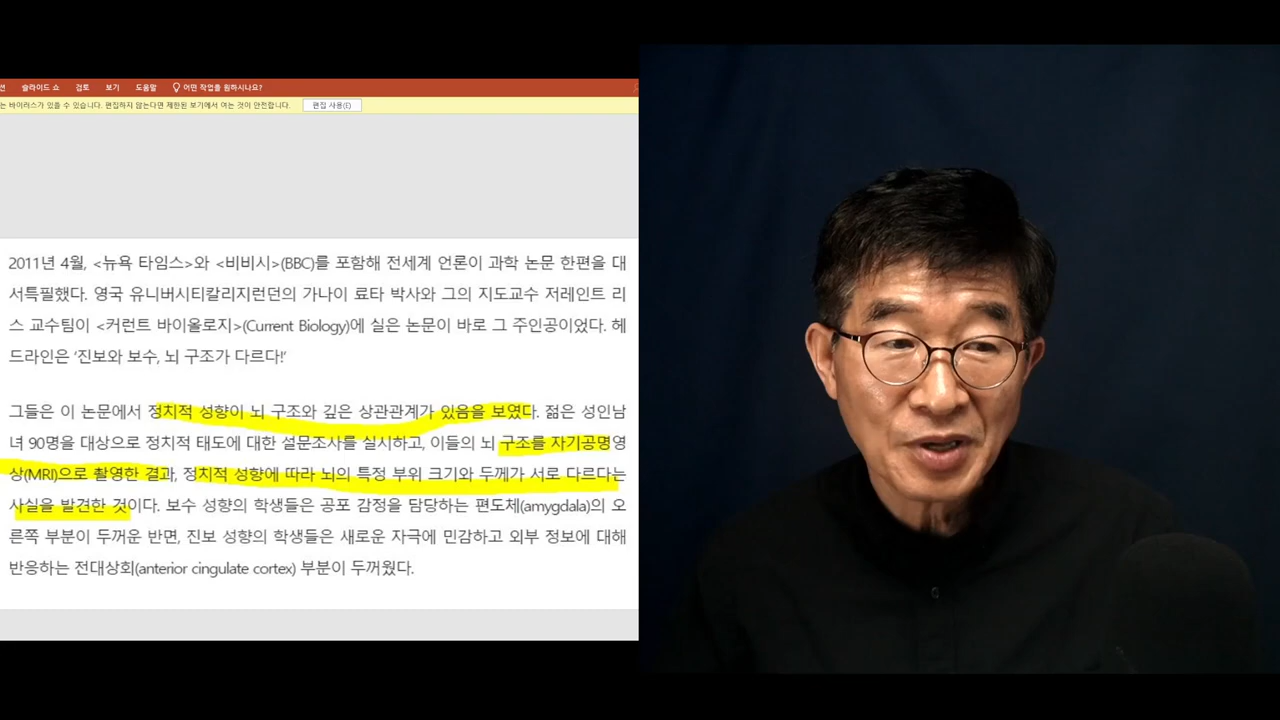 션 슬라이드 쇼 검토 보기 도움말 어떤 작업을 원하시나요?
는 바이러스가 있을 수 있습니다. 편집하지 않는다면 제한된 보기에서 여는 것이 안전합니다. 편집 사용(E)
2011년 4월, <뉴욕 타임스>와 <비비시>(BBC)를 포함해 전세계 언론이 과학 논문 한편을 대
서특필했다. 영국 유니버시티칼리지런던의 가나이 료타 박사와 그의 지도교수 저레인트 리
스 교수팀이 <커런트 바이올로지>(Current Biology)에 실은 논문이 바로 그 주인공이었다. 헤
드라인은 ‘진보와 보수, 뇌 구조가 다르다!’
그들은 이 논문에서 정치적 성향이 뇌 구조와 깊은 상관관계가 있음을 보였다. 젊은 성인남
녀 90명을 대상으로 정치적 태도에 대한 설문조사를 실시하고, 이들의 뇌 구조를 자기공명영
상(MRI)으로 촬영한 결과, 정치적 성향에 따라 뇌의 특정 부위 크기와 두께가 서로 다르다는
사실을 발견한 것이다. 보수 성향의 학생들은 공포 감정을 담당하는 편도체(amygdala)의 오
른쪽 부분이 두꺼운 반면, 진보 성향의 학생들은 새로운 자극에 민감하고 외부 정보에 대해
반응하는 전대상회(anterior cingulate cortex) 부분이 두꺼웠다.